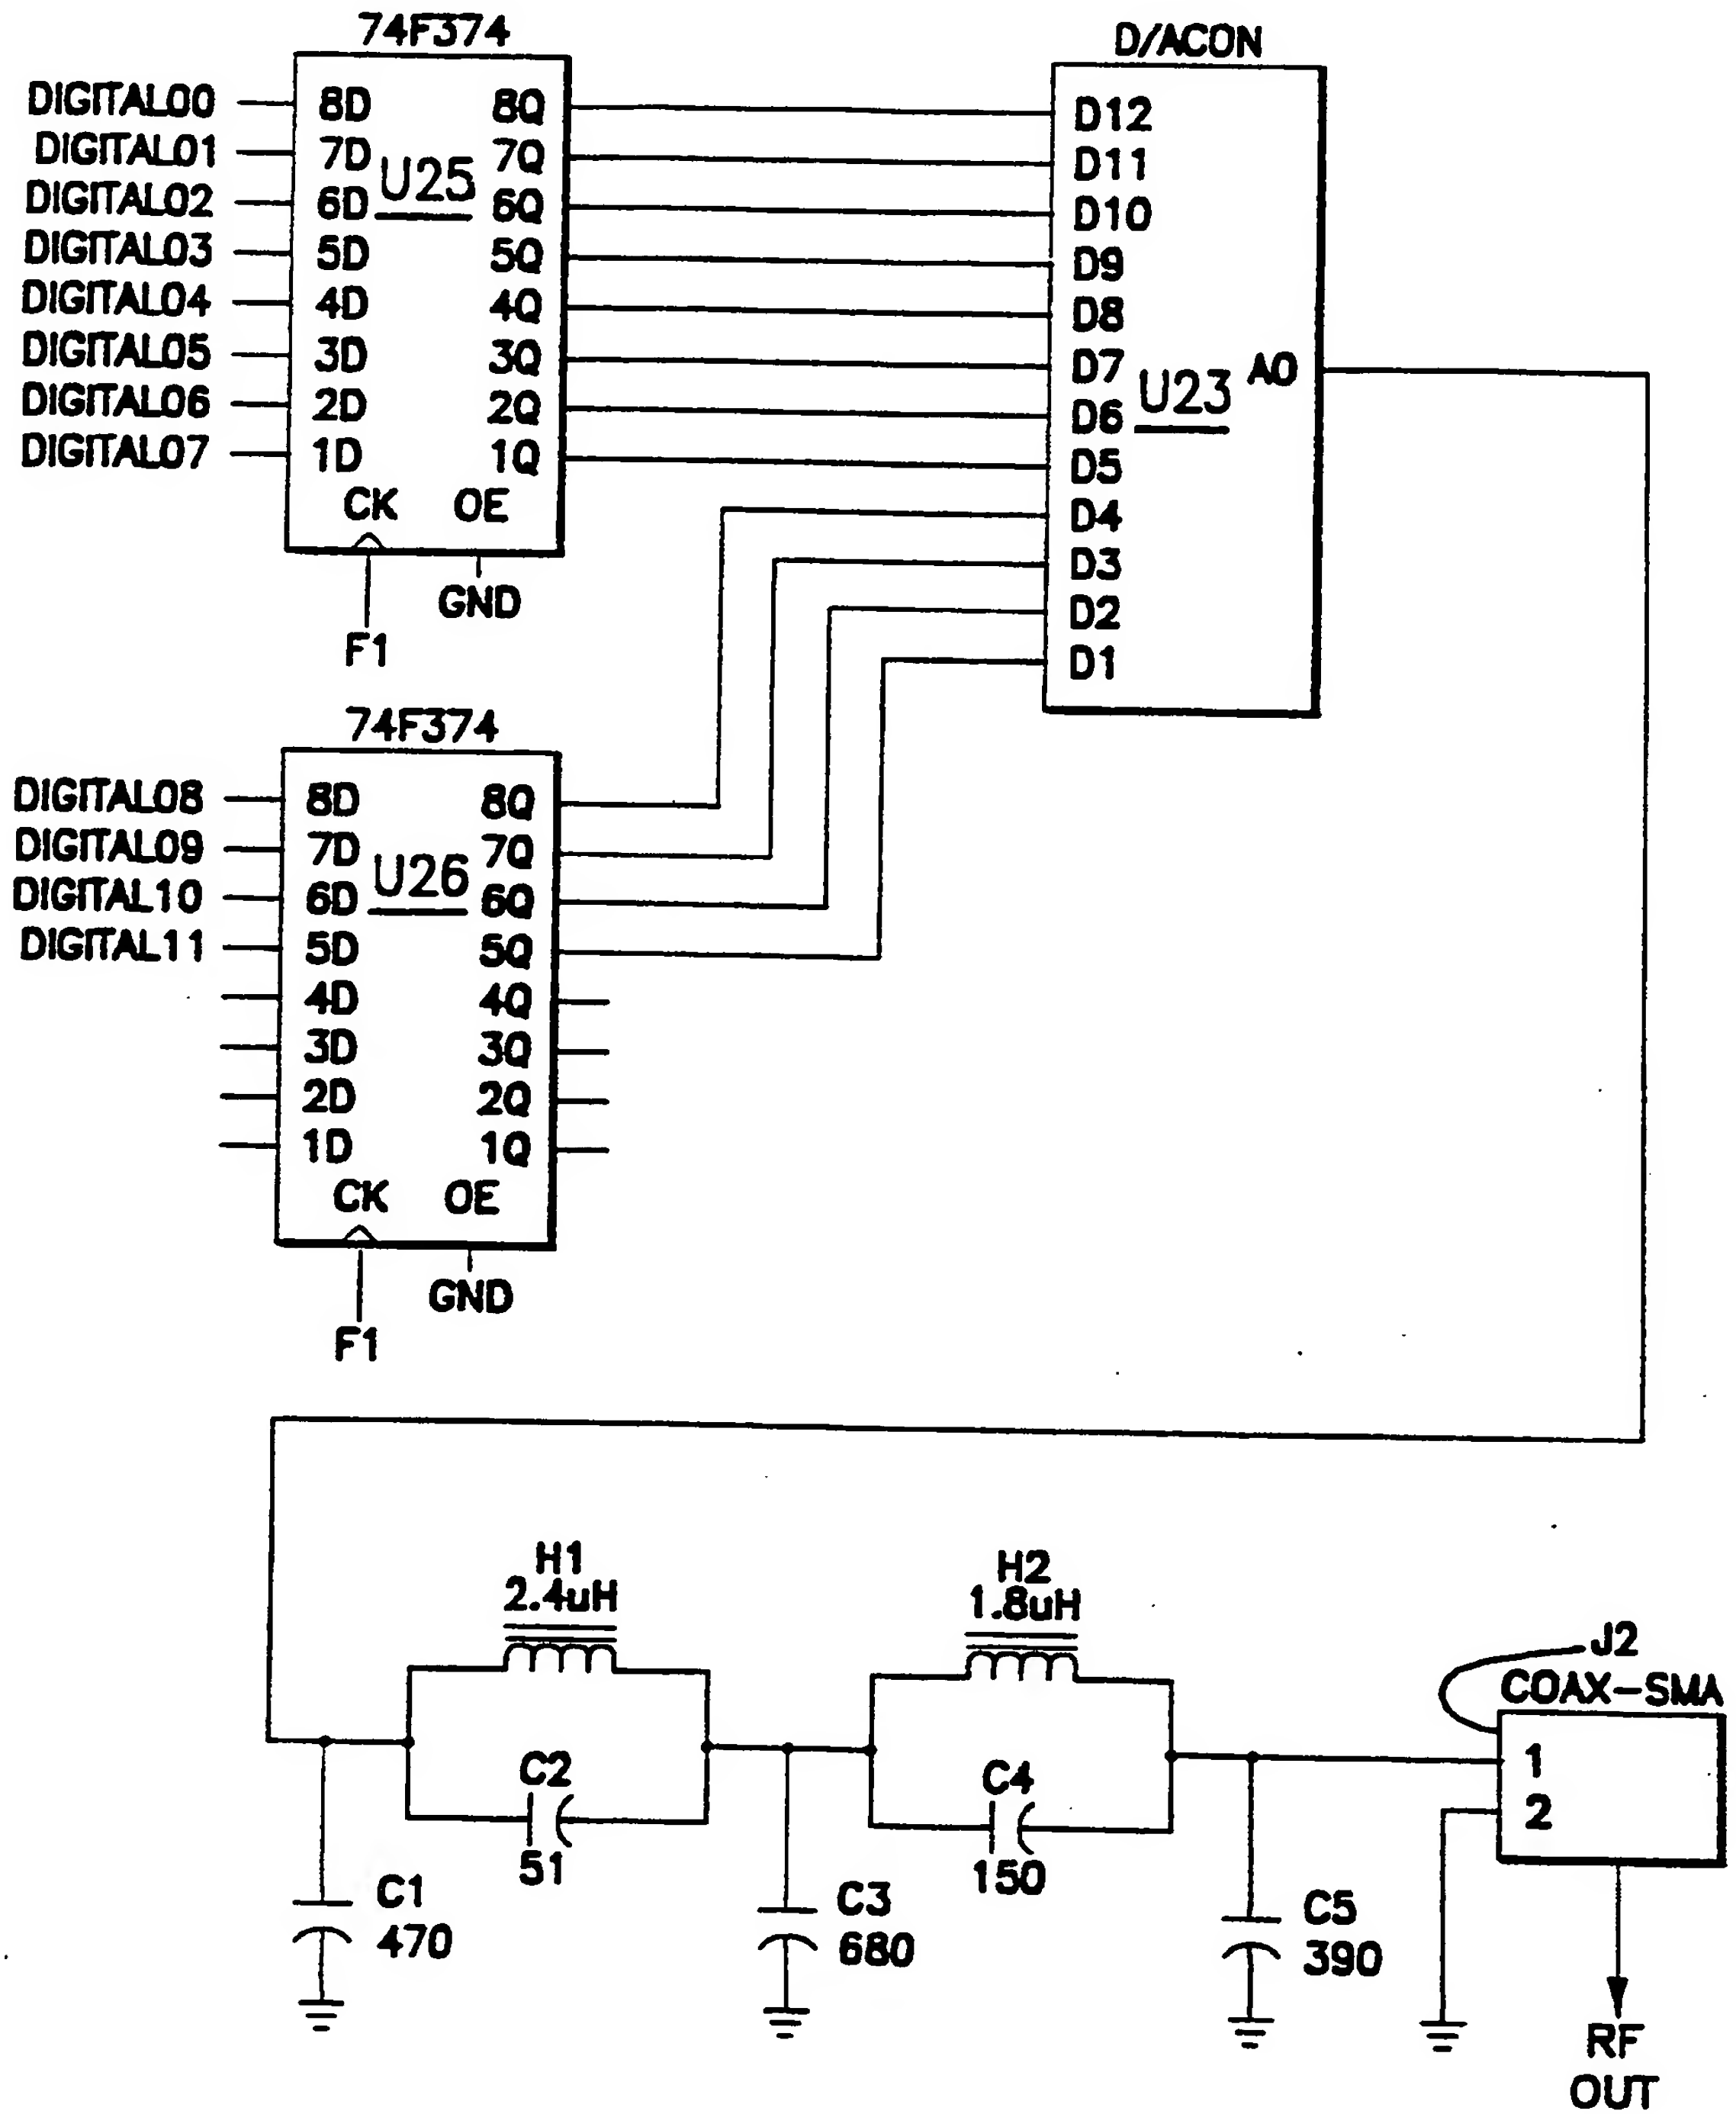 74F374
DIGITAL00
DIGITAL01
DIGITAL02
DIGITAL03
DIGITAL04
DIGITAL05
DIGITAL06
DIGITAL07
8D 8Q
7D 7Q
U25
6D 6Q
5D 5Q
4D 4Q
3D 3Q
2D 2Q
1D 1Q
CK OE
GND
F1
D/ACON
D12
D11
D10
D9
D8
D7
D6
D5
D4
D3
D2
D1
U23
AO
74F374
DIGITAL08
DIGITAL09
DIGITAL10
DIGITAL11
8D 8Q
7D 7Q
U26
6D 6Q
5D 5Q
4D 4Q
3D 3Q
2D 2Q
1D 1Q
CK OE
GND
F1
H1
2.4uH
H2
1.8uH
J2
COAX-SMA
1
2
C2
51
C4
150
C1
470
C3
680
C5
390
RF
OUT